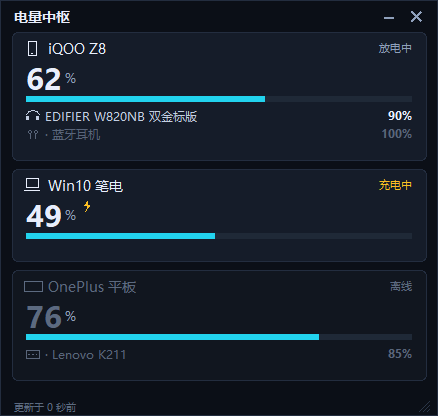 电量中枢
iQOO Z8 放电中
62 %
EDIFIER W820NB 双金标版 90%
· 蓝牙耳机 100%
Win10 笔电 充电中
49 %
OnePlus 平板 离线
76 %
· Lenovo K211 85%
更新于 0 秒前